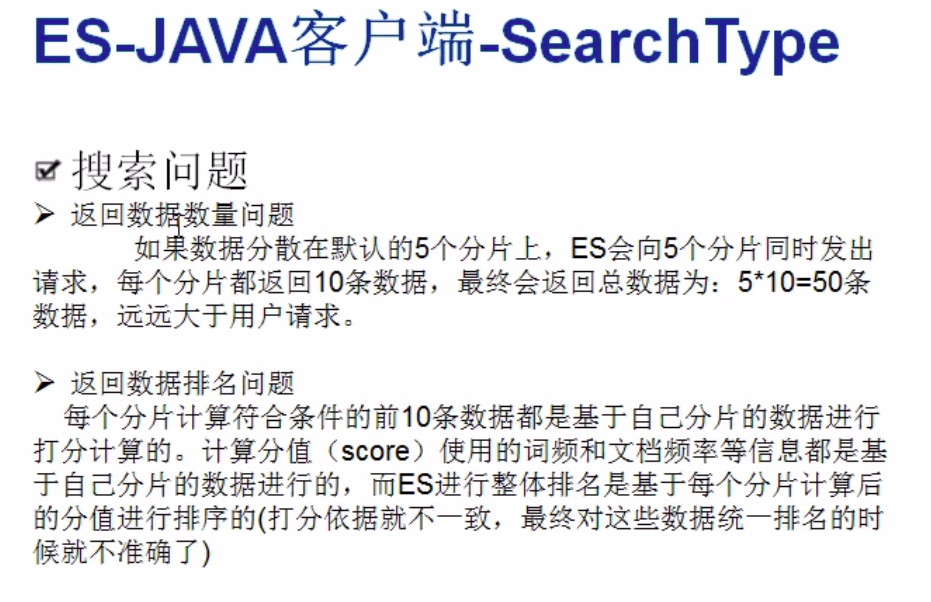 ES-JAVA客户端-SearchType
搜索问题
返回数据数量问题
如果数据分散在默认的5个分片上，ES会向5个分片同时发出
请求，每个分片都返回10条数据，最终会返回总数据为：5*10=50条
数据，远远大于用户请求。
返回数据排名问题
每个分片计算符合条件的前10条数据都是基于自己分片的数据进行
打分计算的。计算分值（score）使用的词频和文档频率等信息都是基
于自己分片的数据进行的，而ES进行整体排名是基于每个分片计算后
的分值进行排序的(打分依据就不一致，最终对这些数据统一排名的时
候就不准确了)